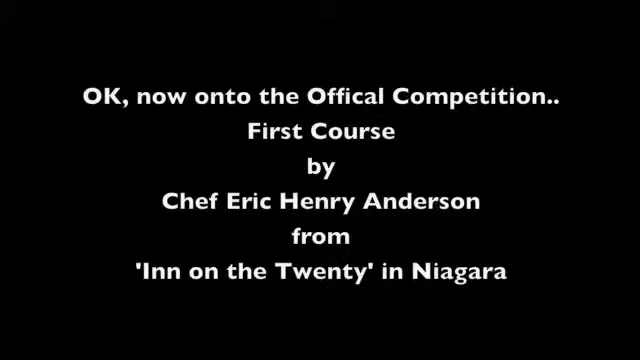 OK, now onto the Offical Competition..
First Course
by
Chef Eric Henry Anderson
from
'Inn on the Twenty' in Niagara